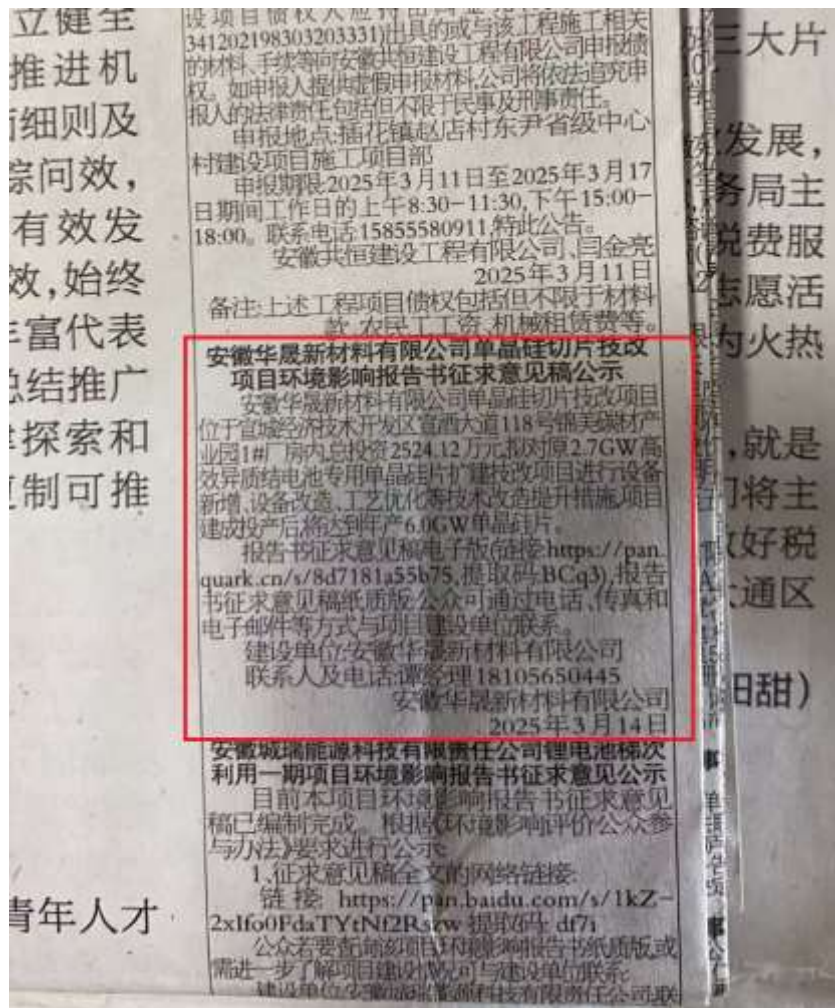 立健全
推进机
细则及
综问效，
有效发
效，始终
丰富代表
总结推广
探索和
复制可推
青年人才
设项目债权人应持
341202198303203331)出具的或与该工程施工相关
的材料、手续等向安徽共恒建设工程有限公司申报债
权。如申报人提供虚假申报材料,公司将依法追究申
报人的法律责任,包括但不限于民事及刑事责任。
申报地点:插花镇赵店村东尹省级中心
村建设项目施工项目部
申报期限:2025年3月11日至2025年3月17
日期间工作日的上午8:30-11:30,下午15:00-
18:00。联系电话:15855580911,特此公告。
安徽共恒建设工程有限公司、闫金亮
2025年3月11日
备注:上述工程项目债权包括但不限于材料
款、农民工工资、机械租赁费等。
安徽华晟新材料有限公司单晶硅切片技改
项目环境影响报告书征求意见稿公示
安徽华晟新材料有限公司单晶硅切片技改项目
位于宣城经济技术开发区宣酒大道118号锦美碳材产
业园1#厂房内,总投资2524.12万元,拟对原2.7GW高
效异质结电池专用单晶硅片扩建技改项目进行设备
新增、设备改造、工艺优化等技术改造提升措施,项目
建成投产后,将达到年产6.0GW单晶硅片。
报告书征求意见稿电子版(链接:https://pan.
quark.cn/s/8d7181a55b75,提取码:BCq3),报告
书征求意见稿纸质版:公众可通过电话、传真和
电子邮件等方式与项目建设单位联系。
建设单位:安徽华晟新材料有限公司
联系人及电话:谭经理18105650445
安徽华晟新材料有限公司
2025年3月14日
安徽城瑞能源科技有限责任公司锂电池梯次
利用一期项目环境影响报告书征求意见公示
目前本项目环境影响报告书征求意见
稿已编制完成。根据《环境影响评价公众参
与办法》要求进行公示:
1、征求意见稿全文的网络链接:
链接: https://pan.baidu.com/s/1kZ-
2xIfo0FdaTYtNf2Rszw 提取码: df7i
公众若要查询该项目环境影响报告书纸质版,或
需进一步了解项目建设情况可与建设单位联系:
建设单位:安徽城瑞能源科技有限责任公司联
三大片
发展，
务局主
税费服
志愿活
为火热
，就是
将主
好税
大通区
田甜）